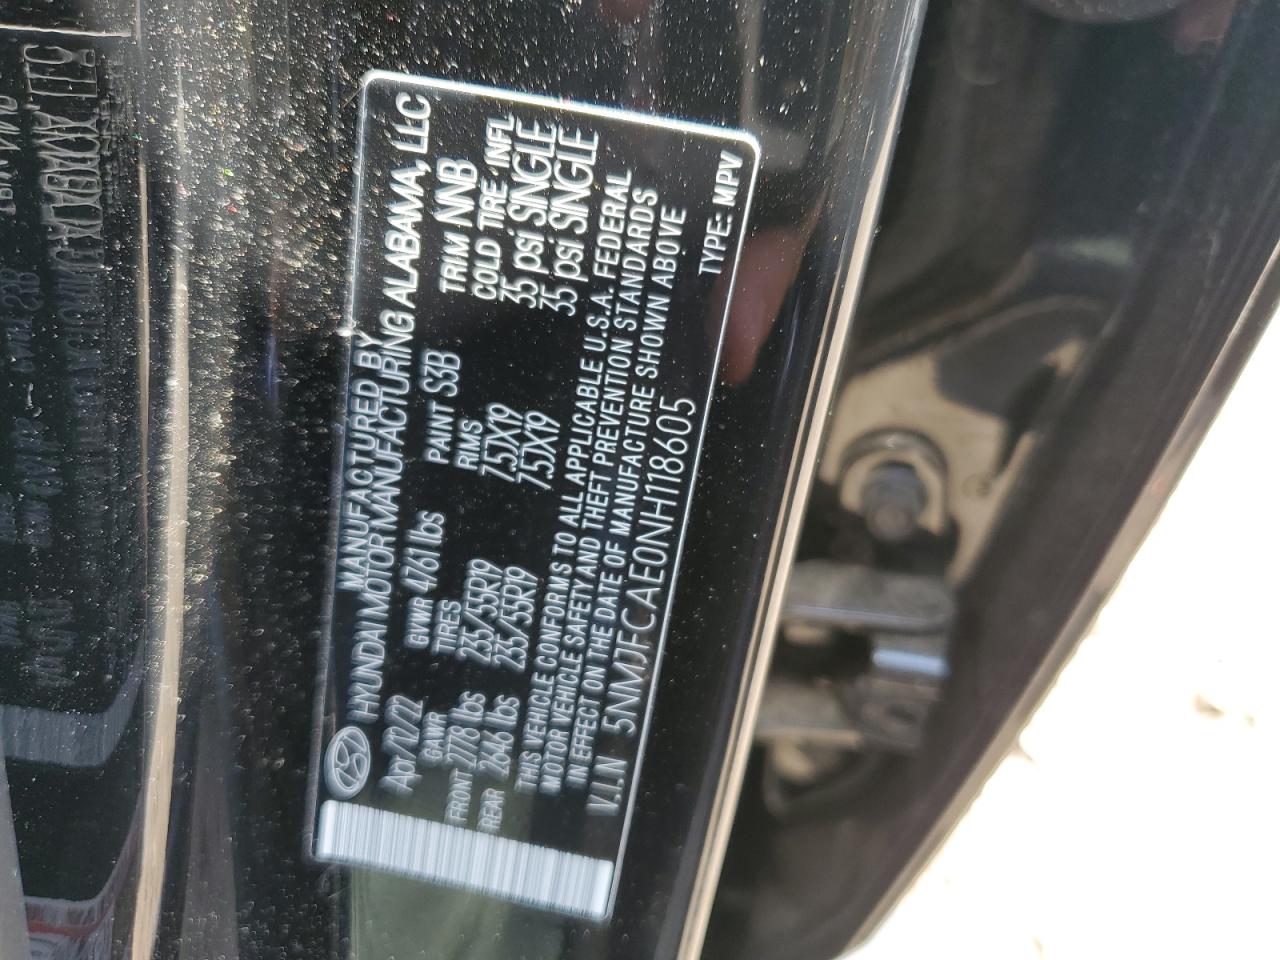 MANUFACTURED BY
HYUNDAI MOTOR MANUFACTURING ALABAMA, LLC
GVWR 4761 lbs PAINT S3B TRIM NNB
GAWR TIRES RIMS COLD TIRE INFL
FRONT 2778 lbs 235/55R19 7.5JX19 35 psi SINGLE
REAR 2646 lbs 235/55R19 7.5JX19 35 psi SINGLE
THIS VEHICLE CONFORMS TO ALL APPLICABLE U.S.A. FEDERAL
MOTOR VEHICLE SAFETY AND THEFT PREVENTION STANDARDS
IN EFFECT ON THE DATE OF MANUFACTURE SHOWN ABOVE
V.I.N 5NMJFCAE0NH118605 TYPE: MPV